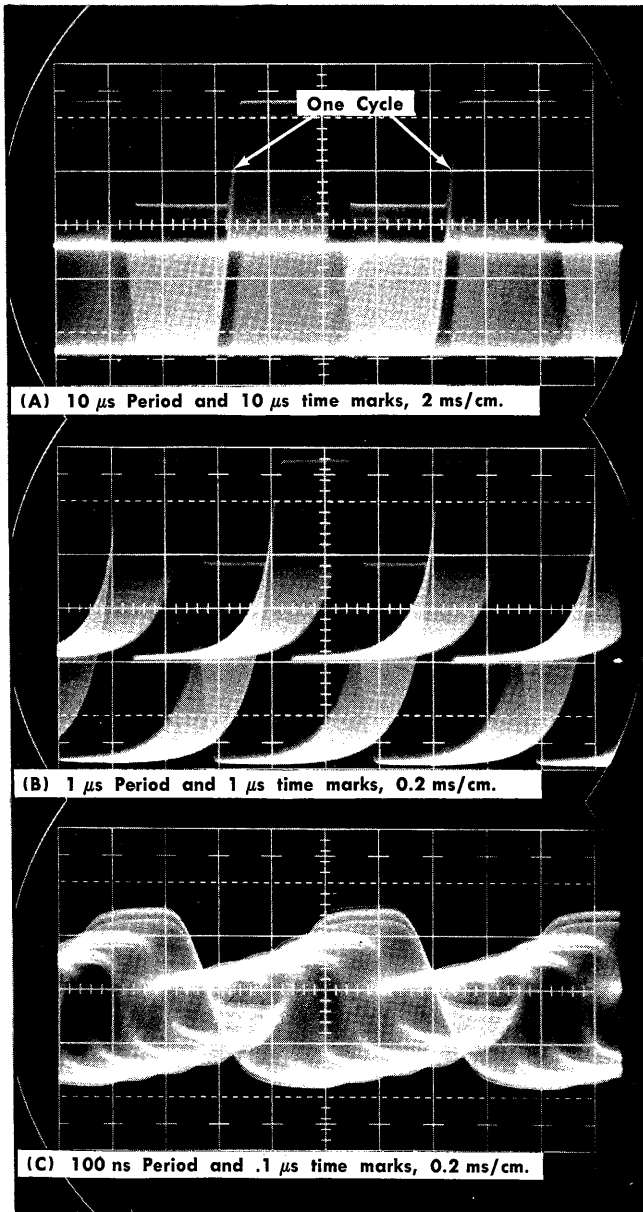 One Cycle
(A) 10 µs Period and 10 µs time marks, 2 ms/cm.
(B) 1 µs Period and 1 µs time marks, 0.2 ms/cm.
(C) 100 ns Period and .1 µs time marks, 0.2 ms/cm.